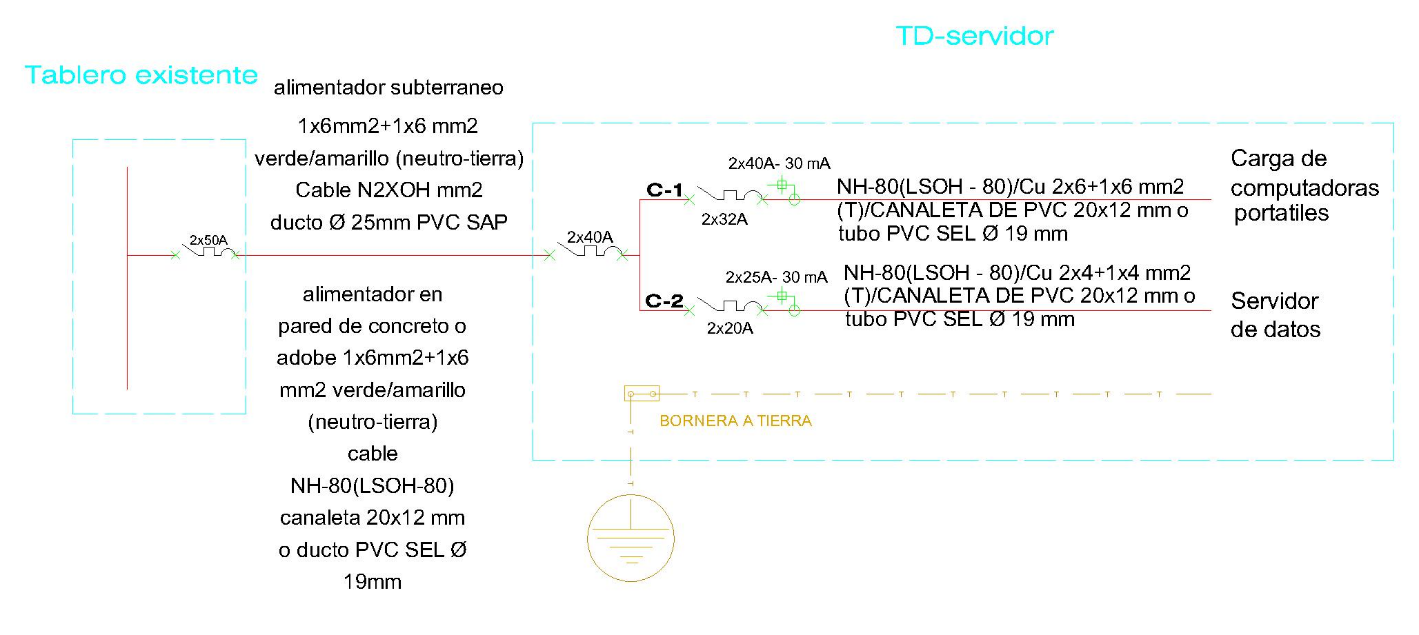 TD-servidor
Tablero existente
alimentador subterraneo
1x6mm2+1x6 mm2
verde/amarillo (neutro-tierra)
Cable N2XOH mm2
ducto Ø 25mm PVC SAP
2x50A
alimentador en
pared de concreto o
adobe 1x6mm2+1x6
mm2 verde/amarillo
(neutro-tierra)
cable
NH-80(LSOH-80)
canaleta 20x12 mm
o ducto PVC SEL Ø
19mm
2x40A
C-1
2x32A
2x40A- 30 mA
NH-80(LSOH - 80)/Cu 2x6+1x6 mm2
(T)/CANALETA DE PVC 20x12 mm o
tubo PVC SEL Ø 19 mm
Carga de
computadoras
portatiles
C-2
2x20A
2x25A- 30 mA
NH-80(LSOH - 80)/Cu 2x4+1x4 mm2
(T)/CANALETA DE PVC 20x12 mm o
tubo PVC SEL Ø 19 mm
Servidor
de datos
T T T T T T T
BORNERA A TIERRA
T
T